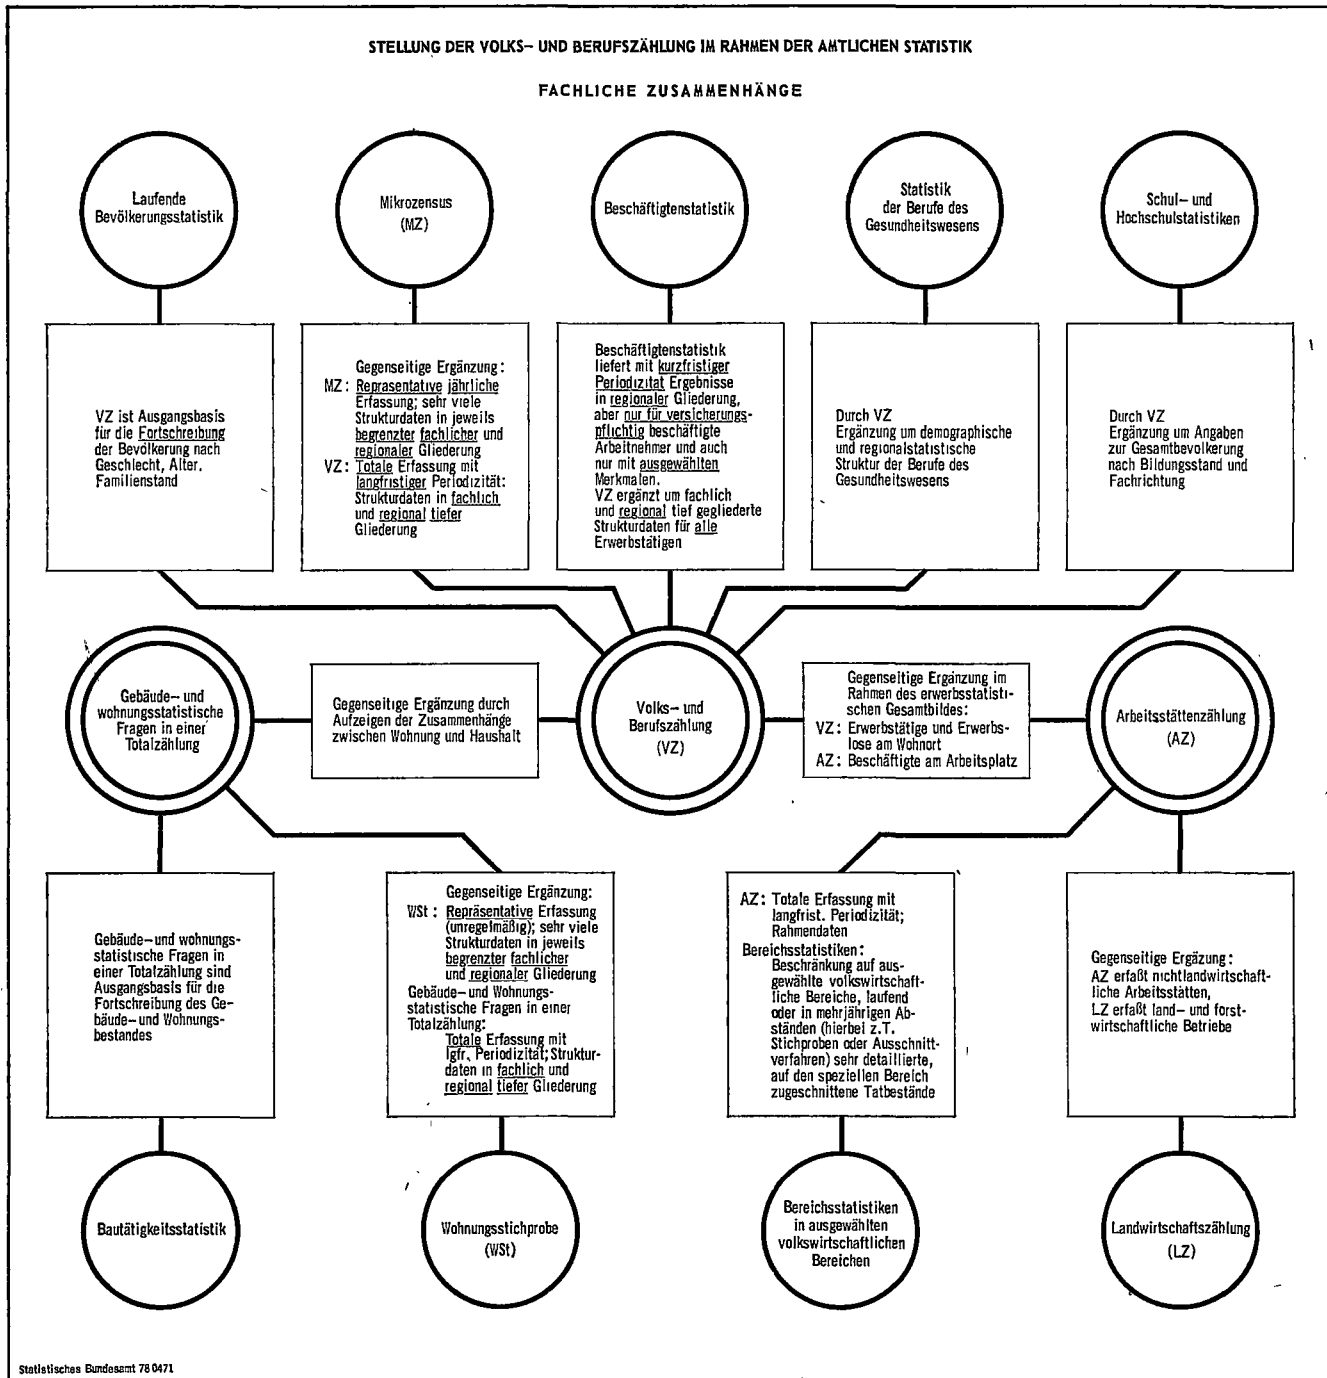 STELLUNG DER VOLKS- UND BERUFSZÄHLUNG IM RAHMEN DER AMTLICHEN STATISTIK
FACHLICHE ZUSAMMENHÄNGE
Laufende
Bevölkerungsstatistik
Mikrozensus
(MZ)
Beschäftigtenstatistik
Statistik
der Berufe des
Gesundheitswesens
Schul- und
Hochschulstatistiken
VZ ist Ausgangsbasis
für die Fortschreibung
der Bevölkerung nach
Geschlecht, Alter.
Familienstand
Gegenseitige Ergänzung:
MZ: Repräsentative jährliche
Erfassung; sehr viele
Strukturdaten in jeweils
begrenzter fachlicher und
regionaler Gliederung
VZ: Totale Erfassung mit
langfristiger Periodizität:
Strukturdaten in fachlich
und regional tiefer
Gliederung
Beschäftigtenstatistik
liefert mit kurzfristiger
Periodizität Ergebnisse
in regionaler Gliederung,
aber nur für versicherungs-
pflichtig beschäftigte
Arbeitnehmer und auch
nur mit ausgewählten
Merkmalen.
VZ ergänzt um fachlich
und regional tief gegliederte
Strukturdaten für alle
Erwerbstätigen
Durch VZ
Ergänzung um demographische
und regionalstatistische
Struktur der Berufe des
Gesundheitswesens
Durch VZ
Ergänzung um Angaben
zur Gesamtbevolkerung
nach Bildungsstand und
Fachrichtung
Gebäude- und
wohnungsstatistische
Fragen in einer
Totalzählung
Gegenseitige Ergänzung durch
Aufzeigen der Zusammenhänge
zwischen Wohnung und Haushalt
Volks- und
Berufszählung
(VZ)
Gegenseitige Ergänzung im
Rahmen des erwerbsstatisti-
schen Gesamtbildes:
VZ: Erwerbstätige und Erwerbs-
lose am Wohnort
AZ: Beschäftigte am Arbeitsplatz
Arbeitsstättenzählung
(AZ)
Gebäude-und wohnungs-
statistische Fragen in
einer Totalzählung sind
Ausgangsbasis für die
Fortschreibung des Ge-
bäude-und Wohnungs-
bestandes
Gegenseitige Ergänzung:
WSt: Repräsentative Erfassung
(unregelmäßig); sehr viele
Strukturdaten in jeweils
begrenzter fachlicher
und regionaler Gliederung
Gebäude-und Wohnungs-
statistische Fragen in einer
Totalzählung:
Totale Erfassung mit
lgfr. Periodizität; Struktur-
daten in fachlich und
regional tiefer Gliederung
AZ: Totale Erfassung mit
langfrist. Periodizität;
Rahmendaten
Bereichsstatistiken:
Beschränkung auf aus-
gewählte volkswirtschaft-
liche Bereiche, laufend
oder in mehrjährigen Ab-
ständen (hierbei z.T.
Stichproben oder Ausschnitt-
verfahren) sehr detaillierte,
auf den speziellen Bereich
zugeschnittene Tatbestände
Gegenseitige Ergäzung:
AZ erfaßt nichtlandwirtschaft-
liche Arbeitsstätten,
LZ erfaßt land- und forst-
wirtschaftliche Betriebe
Bautätigkeitsstatistik
Wohnungsstichprobe
(WSt)
Bereichsstatistiken
in ausgewählten
volkswirtschaftlichen
Bereichen
Landwirtschaftszählung
(LZ)
Statistisches Bundesamt 78 0471